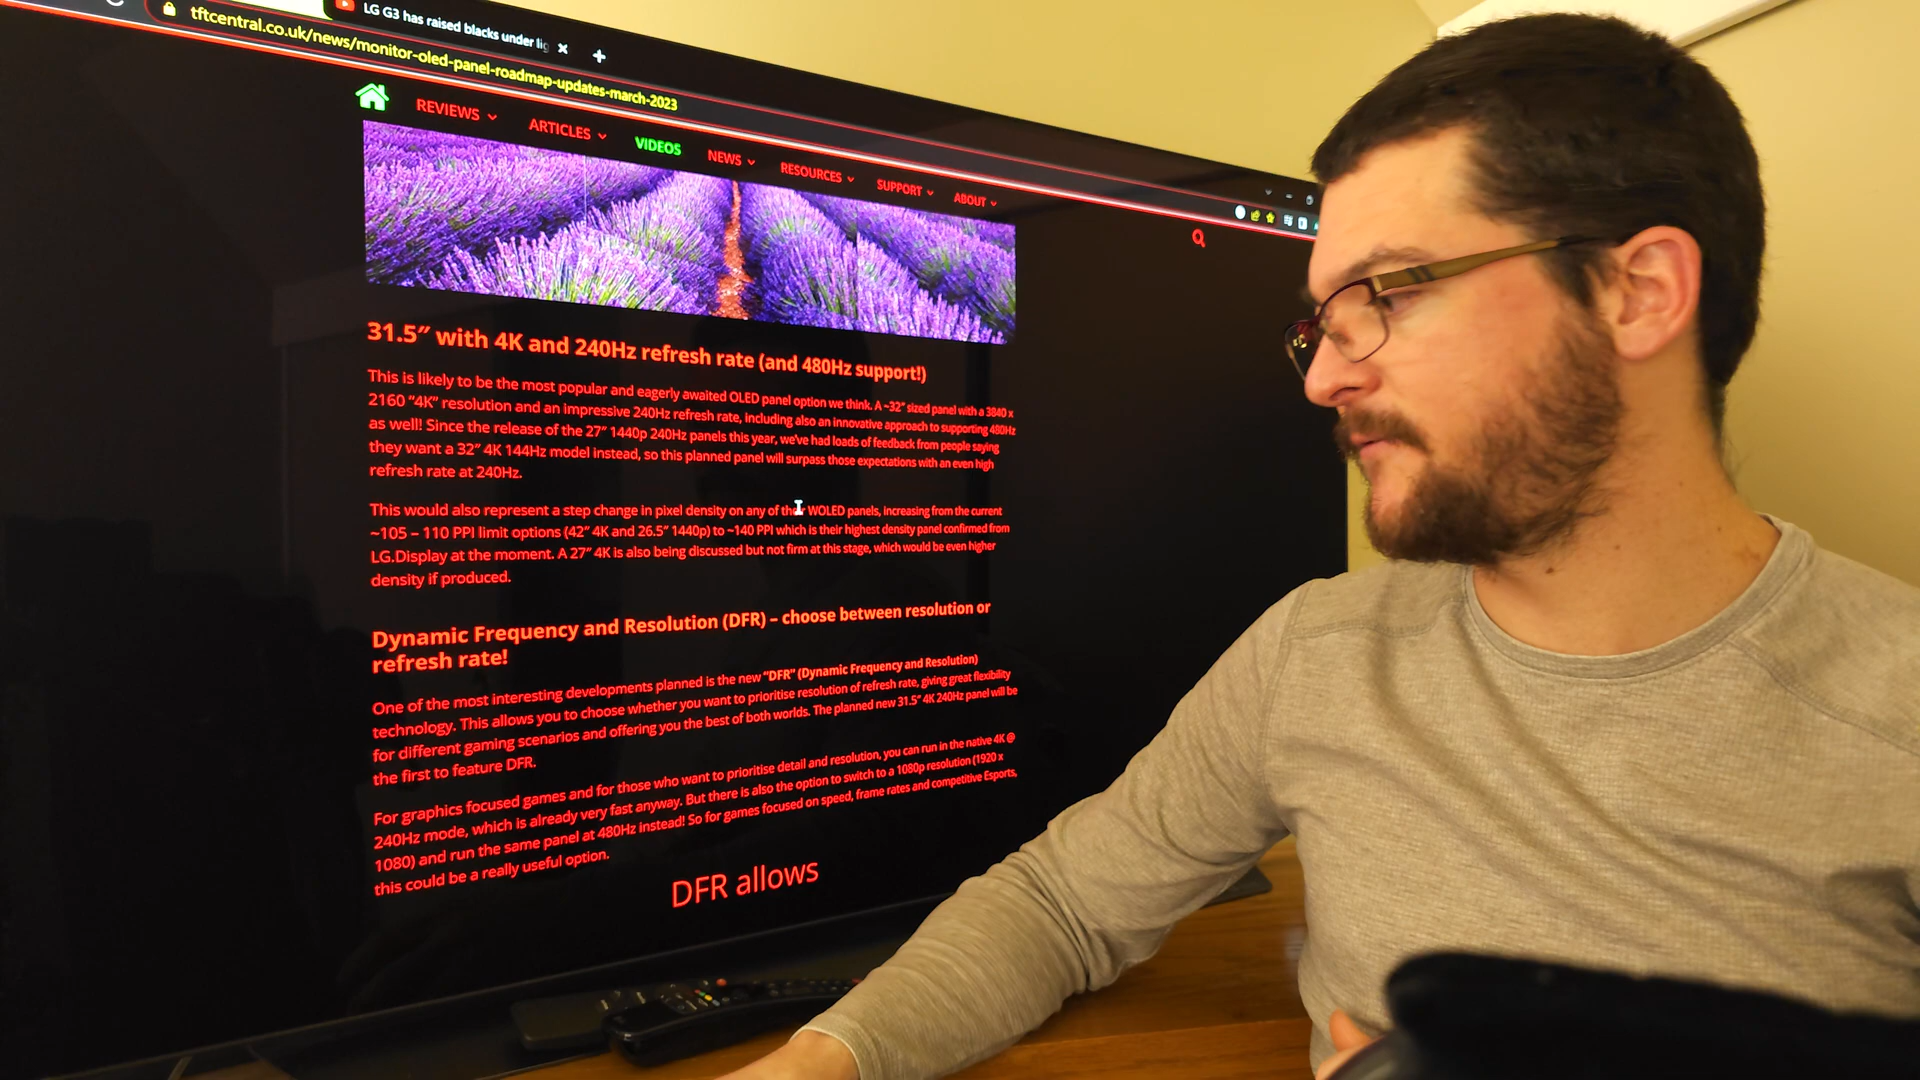 LG G3 has raised blacks under lig
tftcentral.co.uk/news/monitor-oled-panel-roadmap-updates-march-2023
REVIEWS ARTICLES VIDEOS NEWS RESOURCES SUPPORT ABOUT
31.5″ with 4K and 240Hz refresh rate (and 480Hz support!)
This is likely to be the most popular and eagerly awaited OLED panel option we think. A ~32″ sized panel with a 3840 x
2160 “4K” resolution and an impressive 240Hz refresh rate, including also an innovative approach to supporting 480Hz
as well! Since the release of the 27″ 1440p 240Hz panels this year, we’ve had loads of feedback from people saying
they want a 32″ 4K 144Hz model instead, so this planned panel will surpass those expectations with an even high
refresh rate at 240Hz.
This would also represent a step change in pixel density on any of their WOLED panels, increasing from the current
~105 – 110 PPI limit options (42″ 4K and 26.5″ 1440p) to ~140 PPI which is their highest density panel confirmed from
LG.Display at the moment. A 27″ 4K is also being discussed but not firm at this stage, which would be even higher
density if produced.
Dynamic Frequency and Resolution (DFR) – choose between resolution or
refresh rate!
One of the most interesting developments planned is the new "DFR" (Dynamic Frequency and Resolution)
technology. This allows you to choose whether you want to prioritise resolution of refresh rate, giving great flexibility
for different gaming scenarios and offering you the best of both worlds. The planned new 31.5″ 4K 240Hz panel will be
the first to feature DFR.
For graphics focused games and for those who want to prioritise detail and resolution, you can run in the native 4K @
240Hz mode, which is already very fast anyway. But there is also the option to switch to a 1080p resolution (1920 x
1080) and run the same panel at 480Hz instead! So for games focused on speed, frame rates and competitive Esports,
this could be a really useful option.
DFR allows